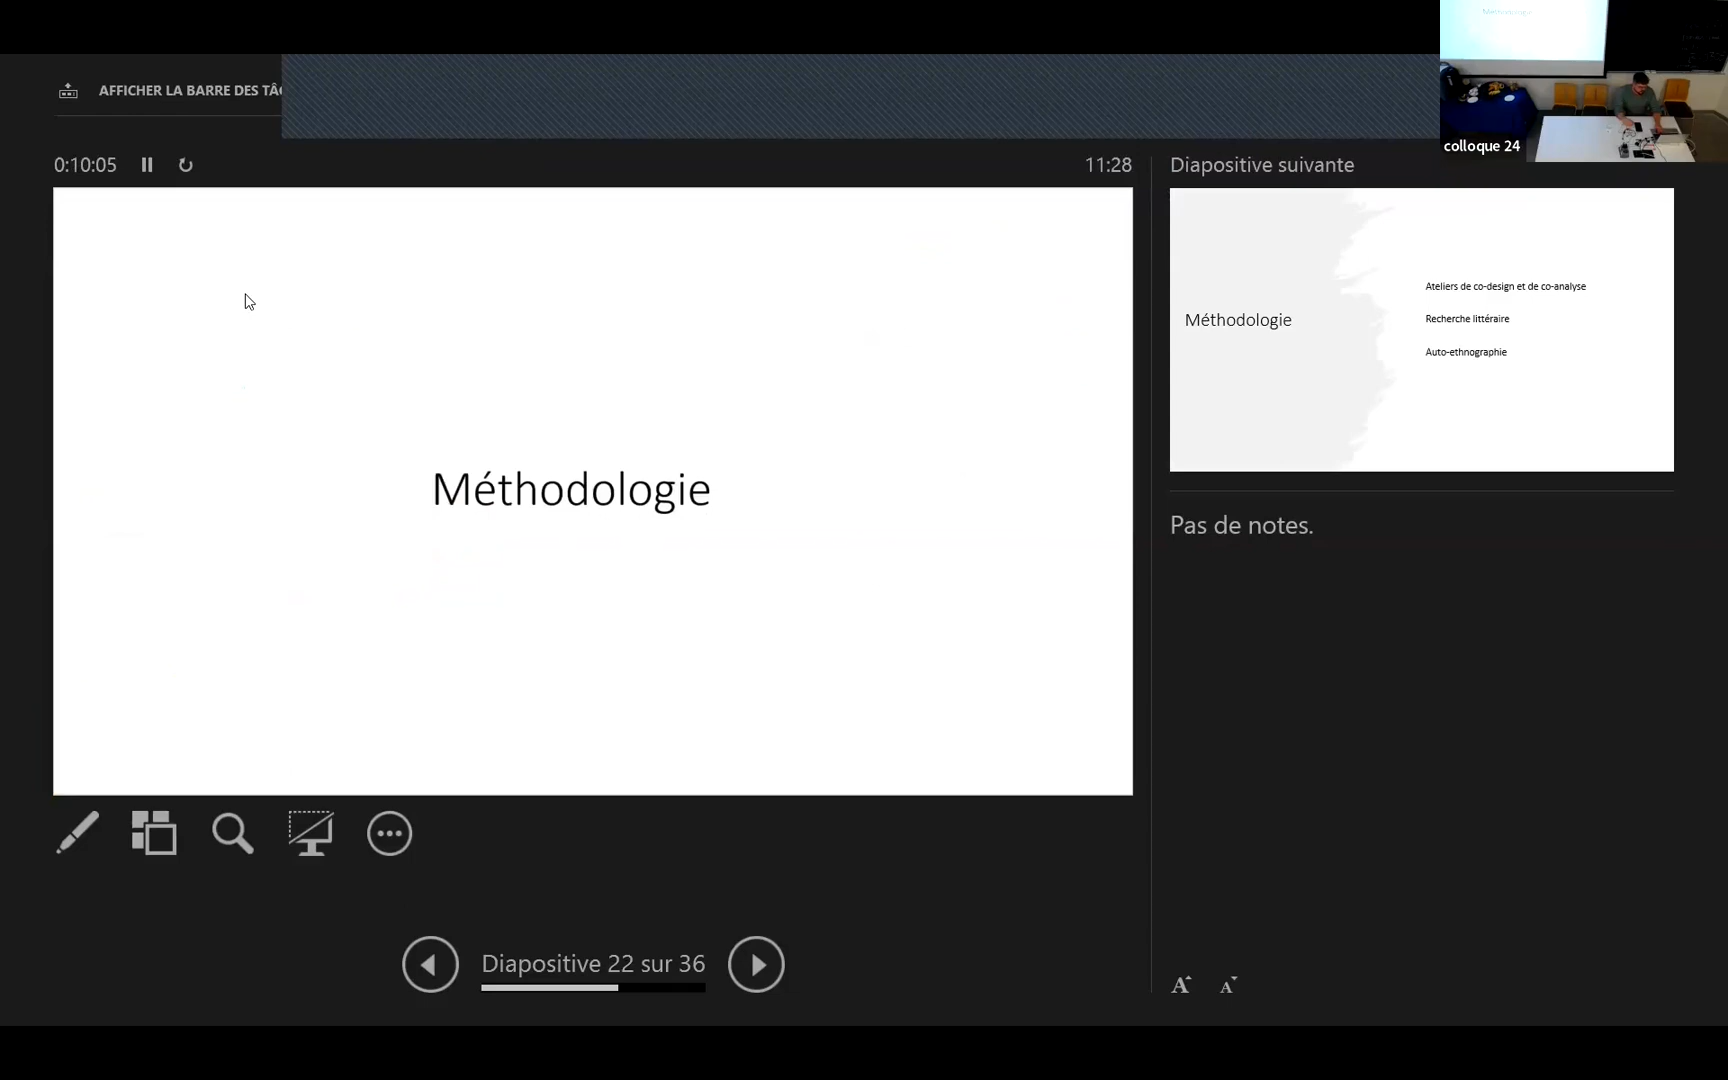 Méthodologie
colloque 24
AFFICHER LA BARRE DES TÂ
0:10:05
11:28
Diapositive suivante
Méthodologie
Méthodologie
Ateliers de co-design et de co-analyse
Recherche littéraire
Auto-ethnographie
Pas de notes.
Diapositive 22 sur 36
A
A